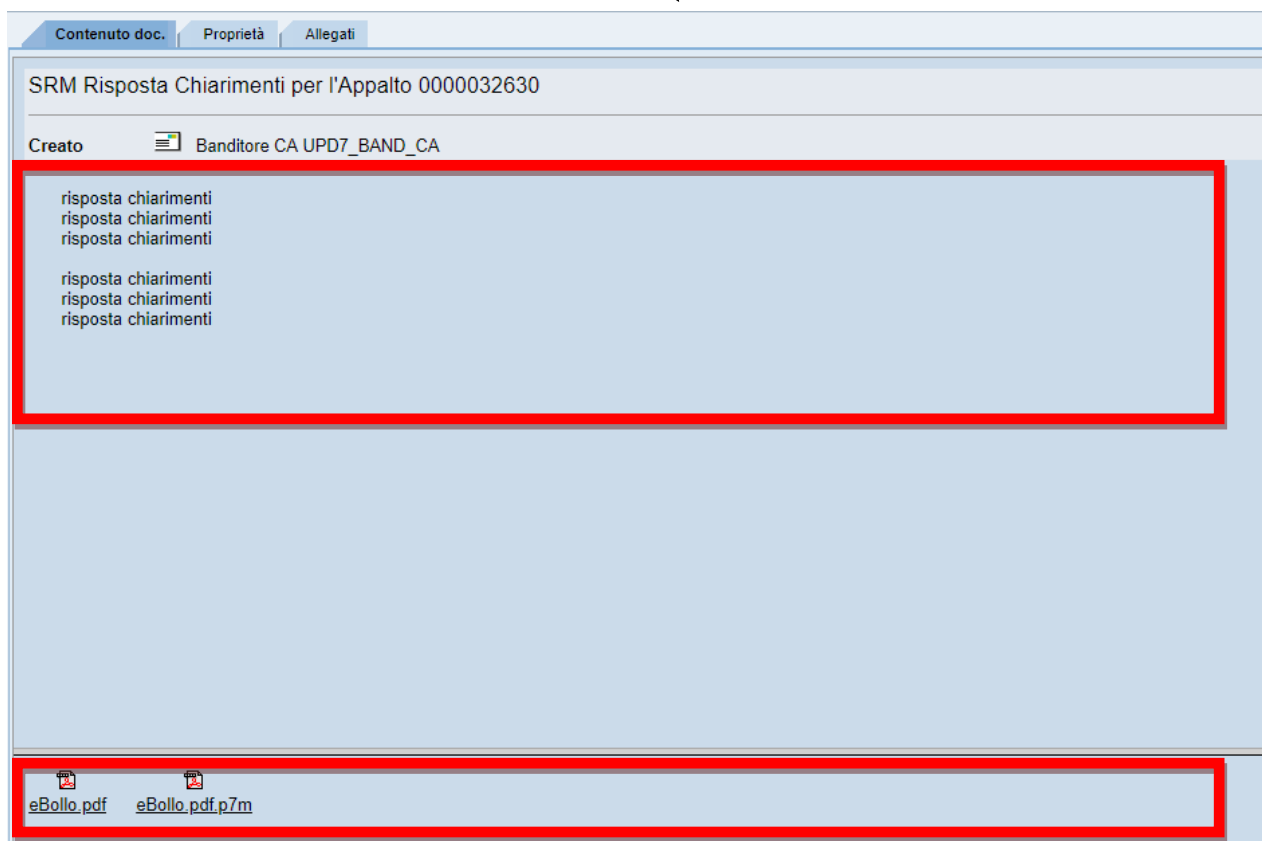 Contenuto doc. Proprietà Allegati
SRM Risposta Chiarimenti per l'Appalto 0000032630
Creato Banditore CA UPD7_BAND_CA
risposta chiarimenti
risposta chiarimenti
risposta chiarimenti
risposta chiarimenti
risposta chiarimenti
risposta chiarimenti
eBollo.pdf eBollo.pdf.p7m